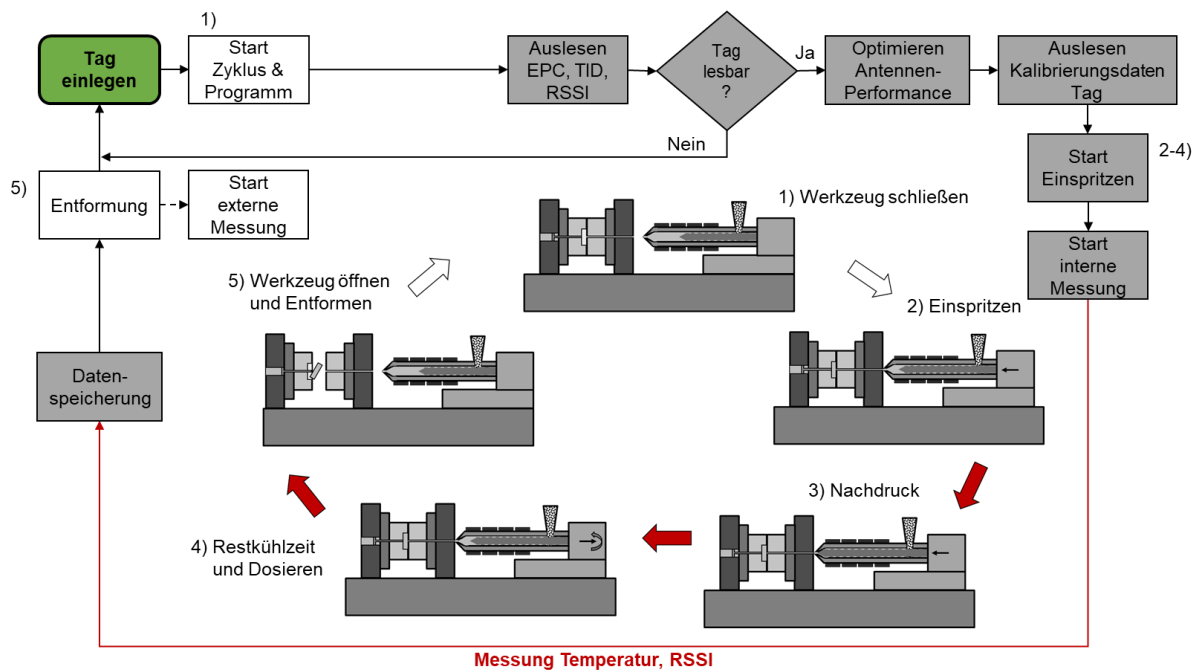 1)
Tag
einlegen
Start
Zyklus &
Programm
Auslesen
EPC, TID,
RSSI
Tag
lesbar
?
Ja
Optimieren
Antennen-
Performance
Auslesen
Kalibrierungsdaten
Tag
Nein
Start
Einspritzen
2-4)
5)
Entformung
Start
externe
Messung
1) Werkzeug schließen
Start
interne
Messung
5) Werkzeug öffnen
und Entformen
2) Einspritzen
Daten-
speicherung
3) Nachdruck
4) Restkühlzeit
und Dosieren
Messung Temperatur, RSSI